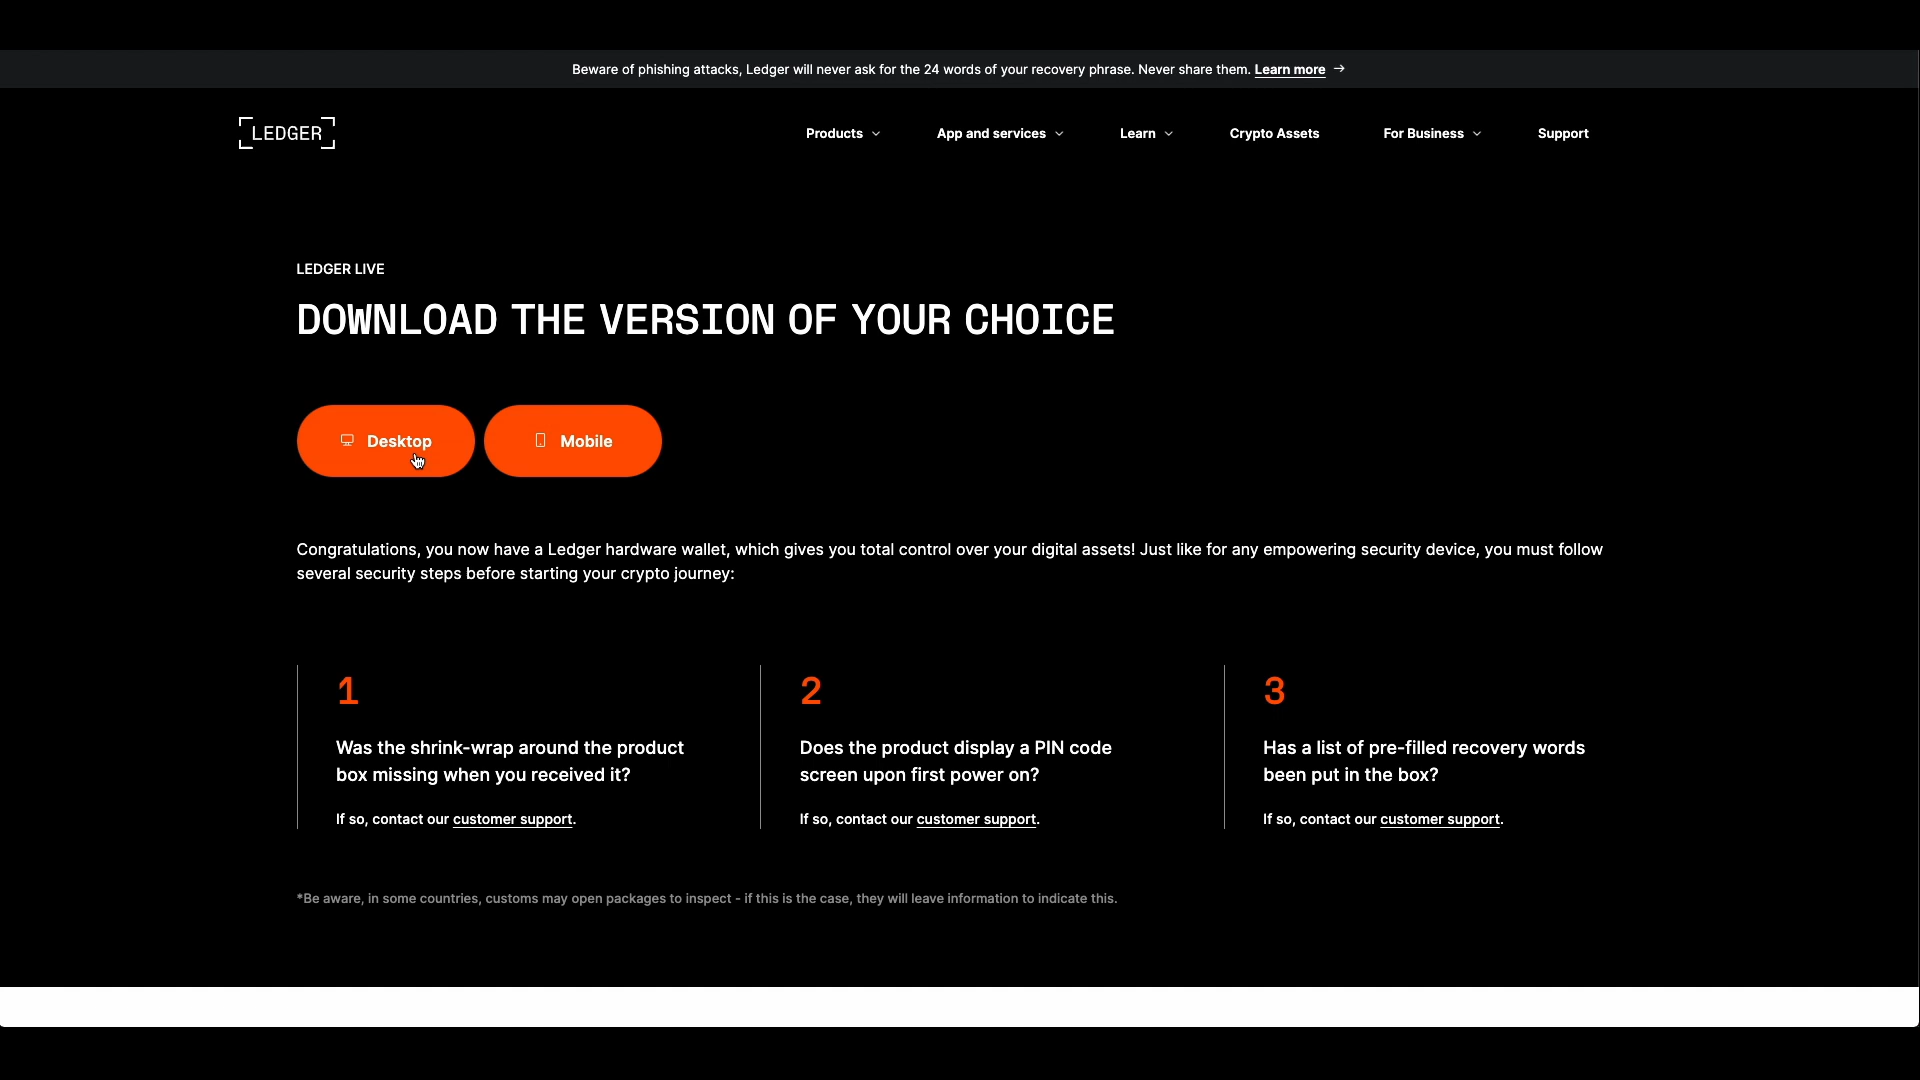 Beware of phishing attacks, Ledger will never ask for the 24 words of your recovery phrase. Never share them. Learn more →
LEDGER
Products
App and services
Learn
Crypto Assets
For Business
Support
LEDGER LIVE
DOWNLOAD THE VERSION OF YOUR CHOICE
Desktop
Mobile
Congratulations, you now have a Ledger hardware wallet, which gives you total control over your digital assets! Just like for any empowering security device, you must follow
several security steps before starting your crypto journey:
1
Was the shrink-wrap around the product
box missing when you received it?
If so, contact our customer support.
2
Does the product display a PIN code
screen upon first power on?
If so, contact our customer support.
3
Has a list of pre-filled recovery words
been put in the box?
If so, contact our customer support.
*Be aware, in some countries, customs may open packages to inspect - if this is the case, they will leave information to indicate this.